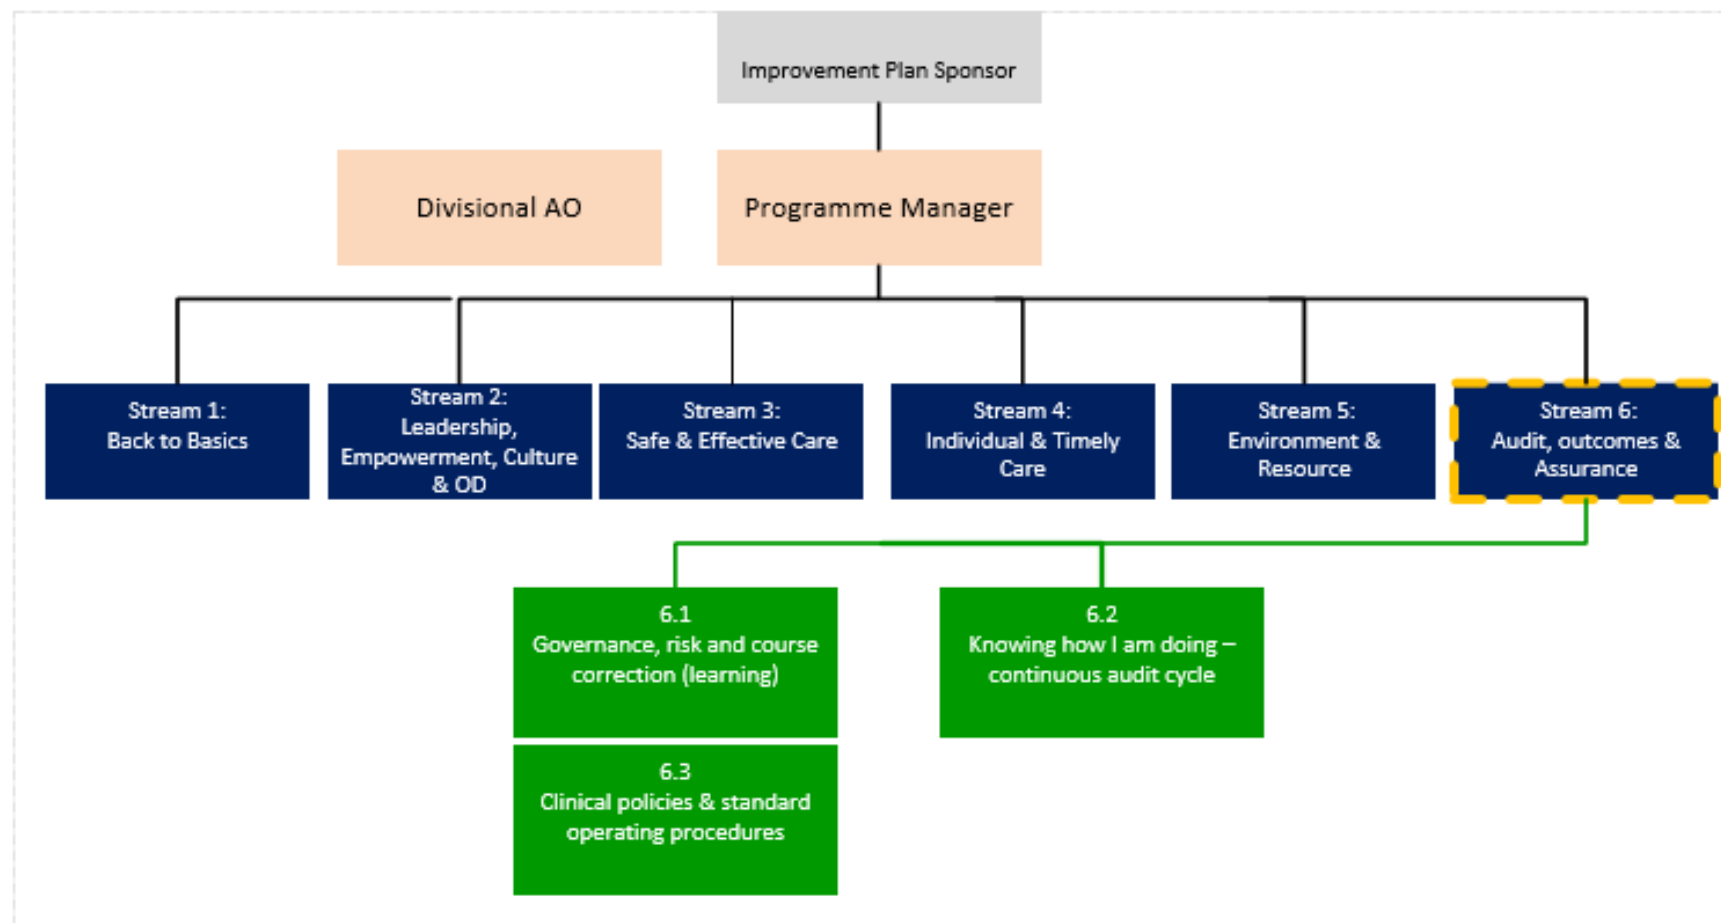 Improvement Plan Sponsor
Divisional AO
Programme Manager
Stream 1:
Back to Basics
Stream 2:
Leadership,
Empowerment, Culture
& OD
Stream 3:
Safe & Effective Care
Stream 4:
Individual & Timely
Care
Stream 5:
Environment &
Resource
Stream 6:
Audit, outcomes &
Assurance
6.1
Governance, risk and course
correction (learning)
6.2
Knowing how I am doing –
continuous audit cycle
6.3
Clinical policies & standard
operating procedures